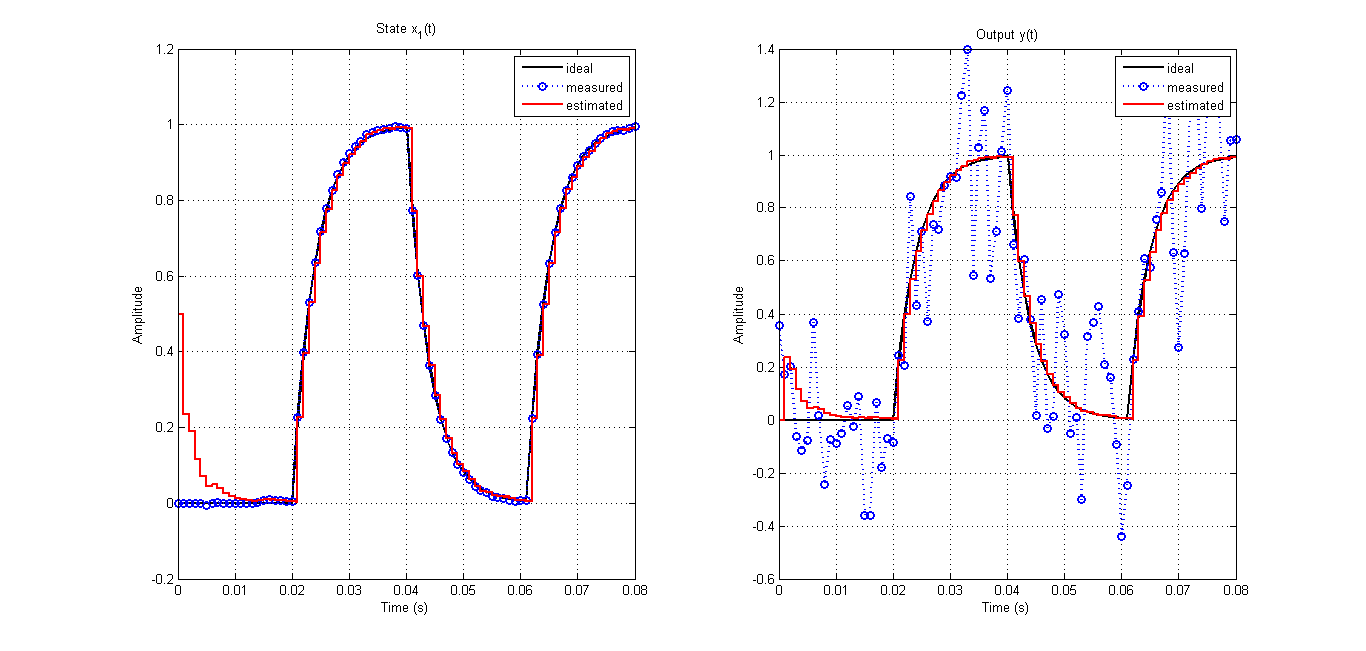 State x1(t)
1.2
1
0.8
0.6
0.4
0.2
0
-0.2
Amplitude
0 0.01 0.02 0.03 0.04 0.05 0.06 0.07 0.08
Time (s)
ideal
measured
estimated
Output y(t)
1.4
1.2
1
0.8
0.6
0.4
0.2
0
-0.2
-0.4
-0.6
Amplitude
0 0.01 0.02 0.03 0.04 0.05 0.06 0.07 0.08
Time (s)
ideal
measured
estimated